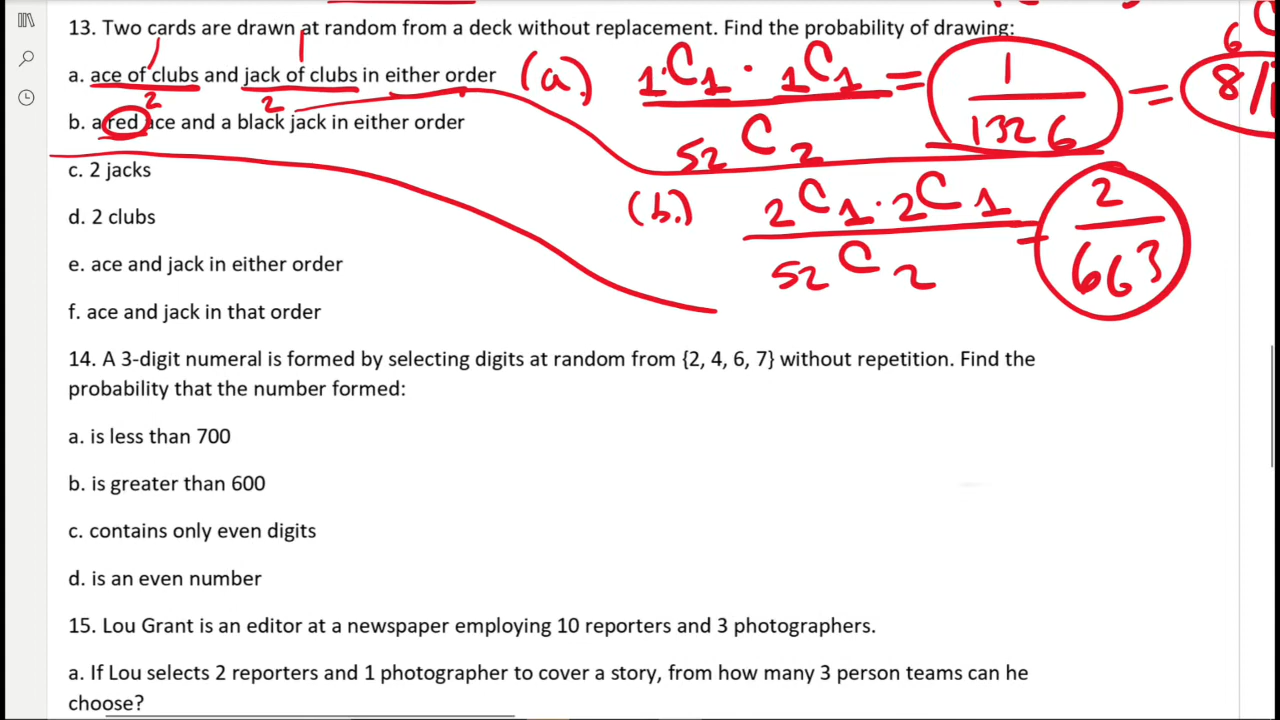 13. Two cards are drawn at random from a deck without replacement. Find the probability of drawing:
a. ace of clubs and jack of clubs in either order
1 1
(a.) 1C1 · 1C1 / 52C2 = 1/1326 =
6 C
8/
b. a red ace and a black jack in either order
2 2
c. 2 jacks
(b.) 2C1 · 2C1 / 52C2 = 2/663
d. 2 clubs
e. ace and jack in either order
f. ace and jack in that order
14. A 3-digit numeral is formed by selecting digits at random from {2, 4, 6, 7} without repetition. Find the
probability that the number formed:
a. is less than 700
b. is greater than 600
c. contains only even digits
d. is an even number
15. Lou Grant is an editor at a newspaper employing 10 reporters and 3 photographers.
a. If Lou selects 2 reporters and 1 photographer to cover a story, from how many 3 person teams can he
choose?